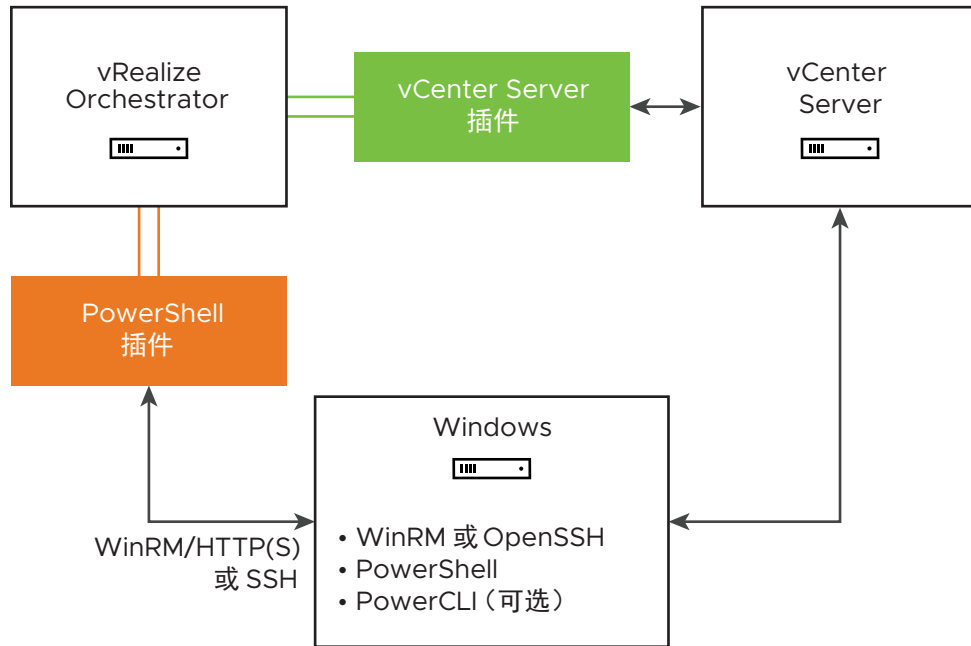 vRealize
Orchestrator
vCenter Server
插件
vCenter
Server
PowerShell
插件
Windows
• WinRM 或 OpenSSH
• PowerShell
• PowerCLI（可选）
WinRM/HTTP(S)
或 SSH